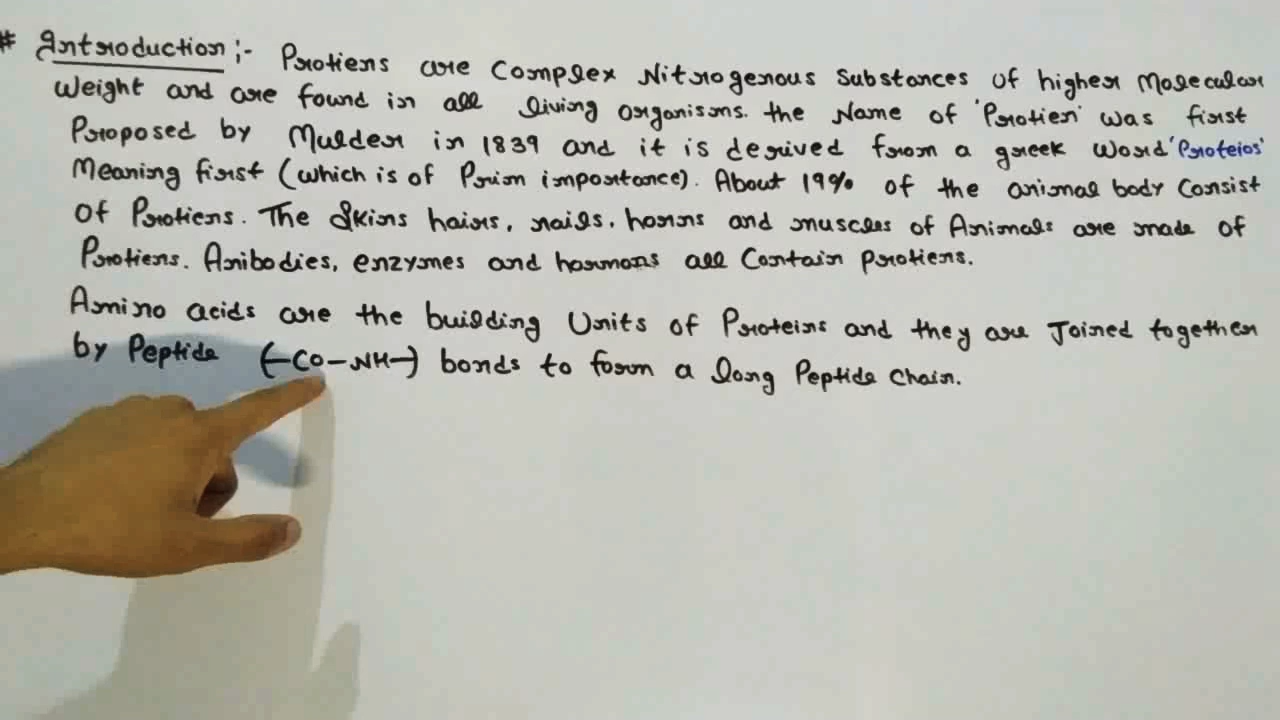 # Introduction :- Protiens are Complex Nitrogenous Substances of higher Molecular
Weight and are found in all living organisms. the Name of 'Protien' was first
Proposed by Mulder in 1839 and it is derived from a greek word 'Proteios'
Meaning first (which is of Prim importance). About 19% of the animal body Consist
of Protiens. The Skins hairs, nails, horns and muscles of Animals are made of
Protiens. Anibodies, enzymes and harmons all Contain protiens.
Amino acids are the building Units of Proteins and they are Joined together
by Peptide (-CO-NH-) bonds to form a long Peptide Chain.